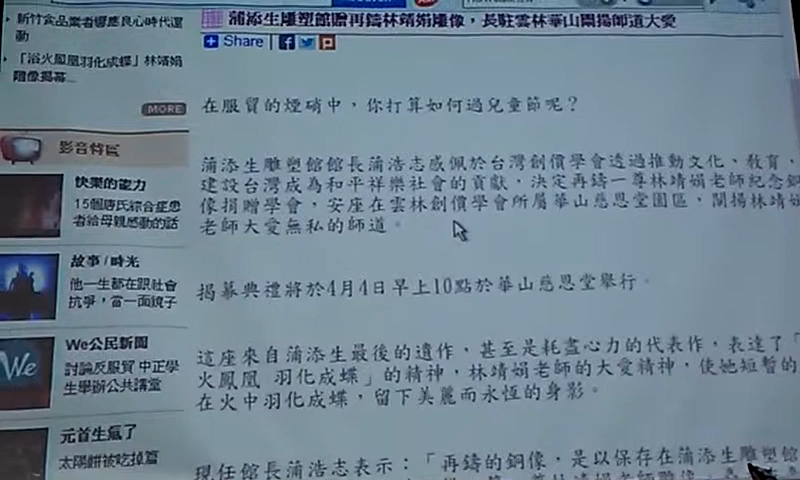 新竹食品業者響應良心時代運
動
「浴火鳳凰羽化成蝶」林靖娟
雕像揭幕...
MORE
影音特區
快樂的能力
15個唐氏綜合症患
者給母親感動的話
故事/時光
他一生都在跟社會
抗爭，當一面鏡子
We公民新聞
We
討論反服貿 中正學
生舉辦公共講堂
元首生氣了
太陽餅被吃掉篇
蒲添生雕塑館贈再鑄林靖娟雕像，長駐雲林華山闡揚師道大愛
Share
在服貿的煙硝中，你打算如何過兒童節呢？
蒲添生雕塑館館長蒲浩志感佩於台灣創價學會透過推動文化、教育，
建設台灣成為和平祥樂社會的貢獻，決定再鑄一尊林靖娟老師紀念銅
像捐贈學會，安座在雲林創價學會所屬華山慈恩堂園區，闡揚林靖娟
老師大愛無私的師道。
揭幕典禮將於4月4日早上10點於華山慈恩堂舉行。
這座來自蒲添生最後的遺作，甚至是耗盡心力的代表作，表達了「
火鳳凰 羽化成蝶」的精神，林靖娟老師的大愛精神，使她短暫的
在火中羽化成蝶，留下美麗而永恆的身影。
現任館長蒲浩志表示：「再鑄的銅像，是以保存在蒲添生雕塑館